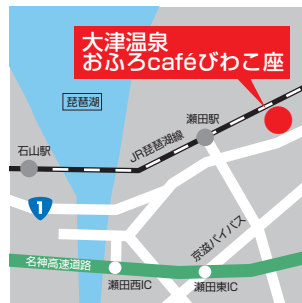 大津温泉
おふろcaféびわこ座
琵琶湖
瀬田駅
JR琵琶湖線
石山駅
1
京滋バイパス
名神高速道路
瀬田西IC
瀬田東IC